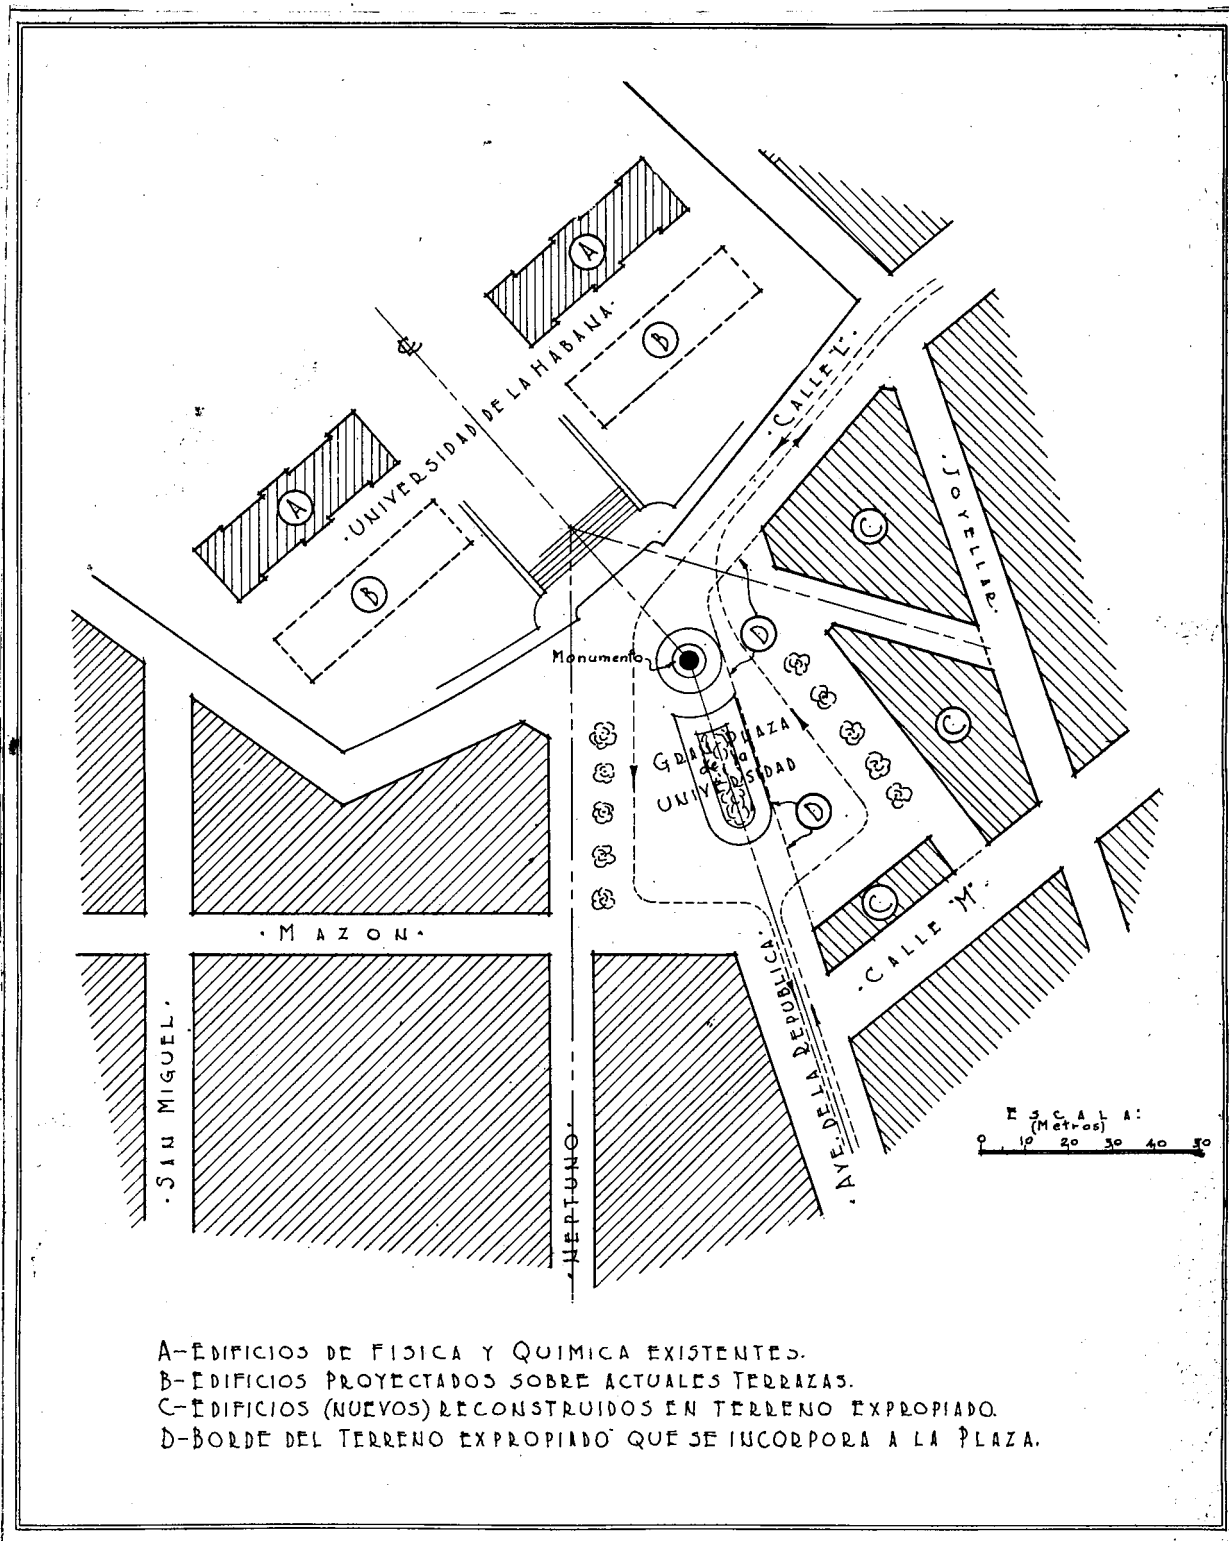 A
B
·UNIVERSIDAD DE LA HABANA·
A
B
·CALLE "L"·
C
·JOVELLAR·
D
Monumento
C
GRAN PLAZA
de la
UNIVERSIDAD
D
C
·CALLE "M"·
·MAZON·
·SAN MIGUEL·
·NEPTUNO·
·AVE. DE LA REPUBLICA·
ESCALA:
(Metros)
0 10 20 30 40 50
A-EDIFICIOS DE FISICA Y QUIMICA EXISTENTES.
B-EDIFICIOS PROYECTADOS SOBRE ACTUALES TERRAZAS.
C-EDIFICIOS (NUEVOS) RECONSTRUIDOS EN TERRENO EXPROPIADO.
D-BORDE DEL TERRENO EXPROPIADO QUE SE INCORPORA A LA PLAZA.